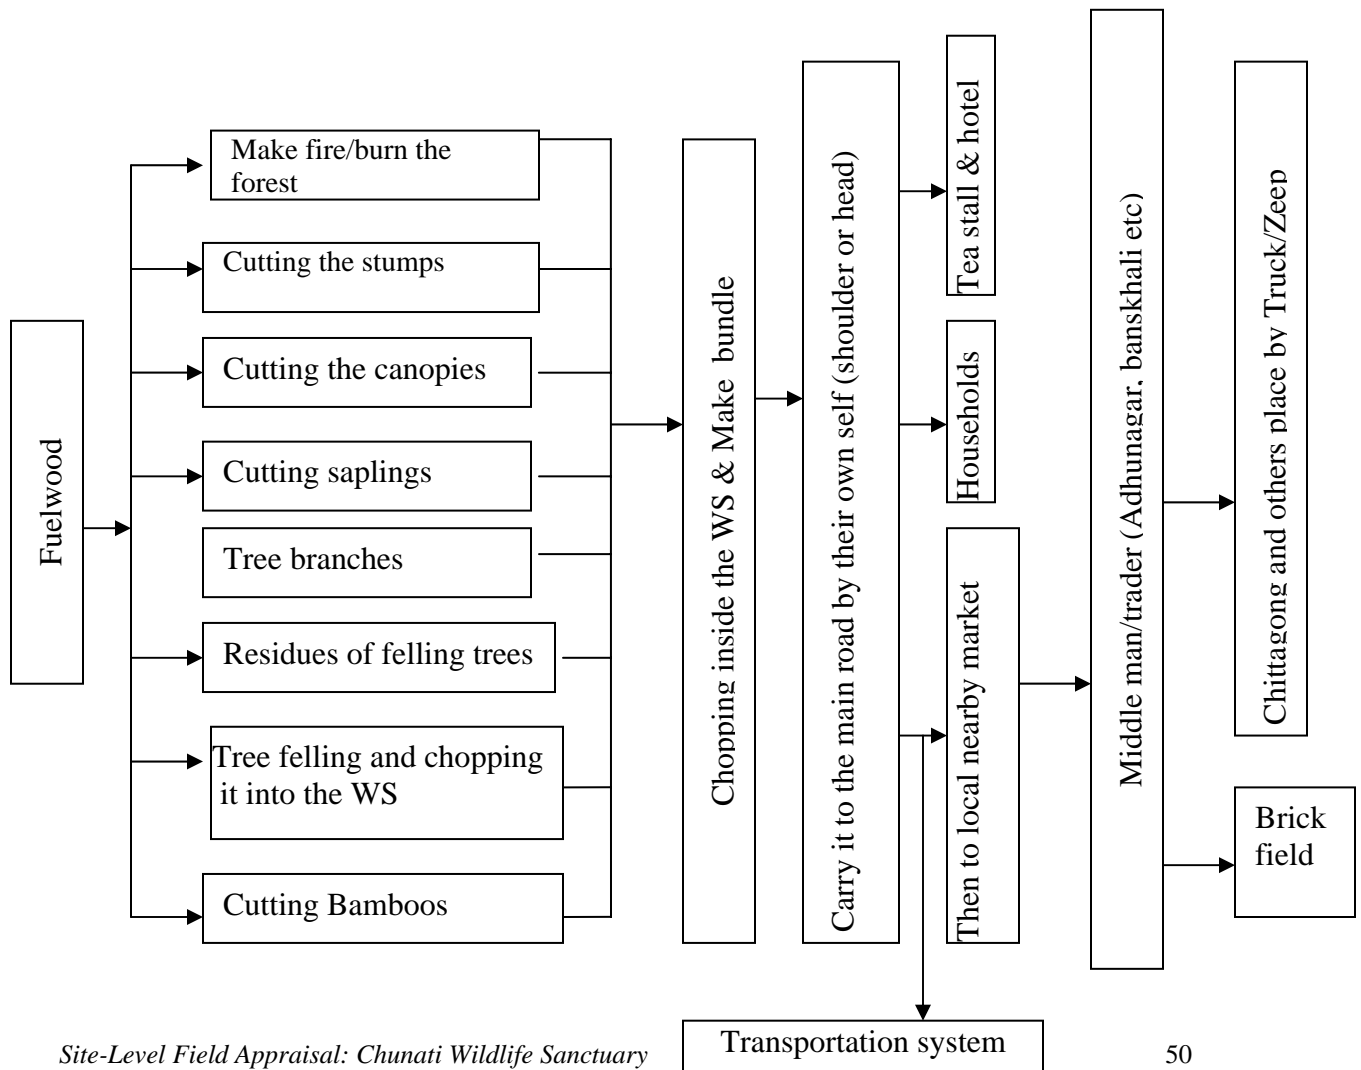 Fuelwood
Make fire/burn the
forest
Cutting the stumps
Cutting the canopies
Cutting saplings
Tree branches
Residues of felling trees
Tree felling and chopping
it into the WS
Cutting Bamboos
Chopping inside the WS & Make bundle
Carry it to the main road by their own self (shoulder or head)
Tea stall & hotel
Households
Then to local nearby market
Middle man/trader (Adhunagar, banskhali etc)
Chittagong and others place by Truck/Zeep
Brick
field
Transportation system
Site-Level Field Appraisal: Chunati Wildlife Sanctuary
50